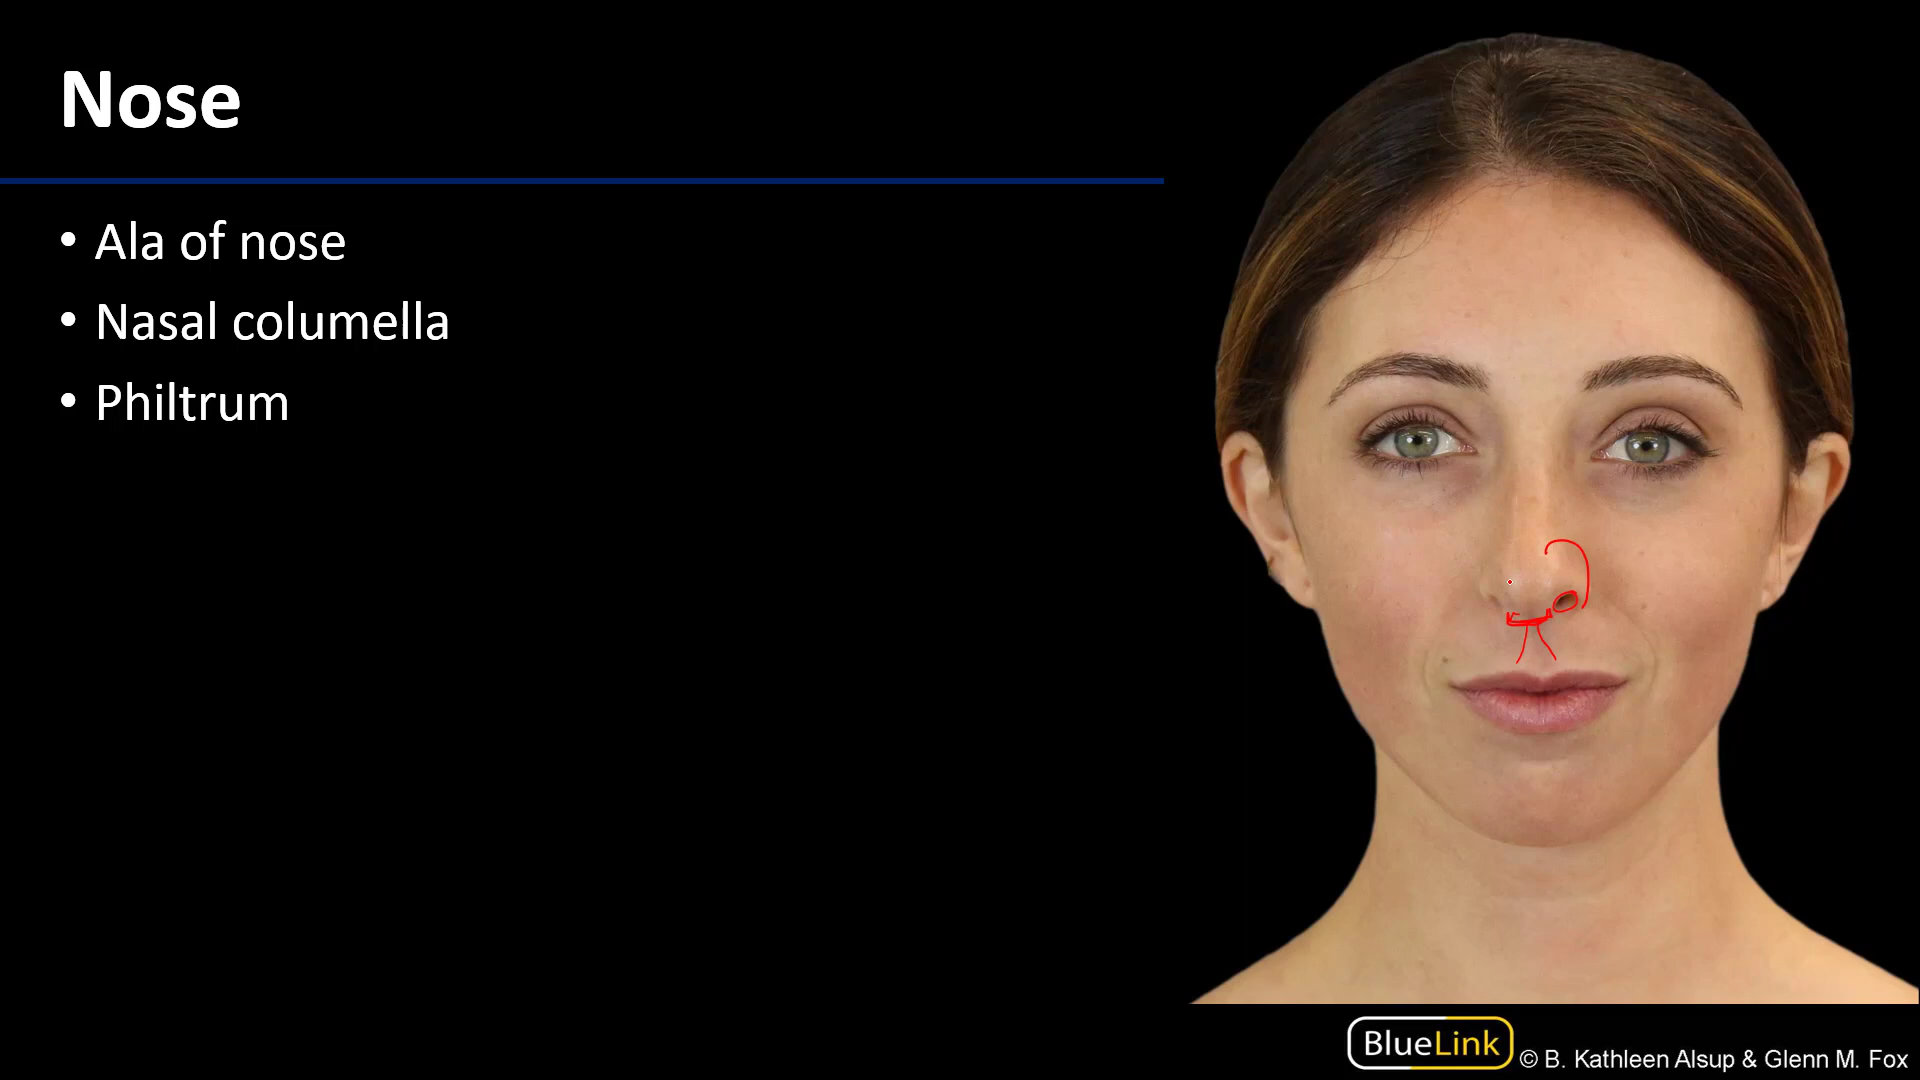 Nose
• Ala of nose
• Nasal columella
• Philtrum
BlueLink © B. Kathleen Alsup & Glenn M. Fox